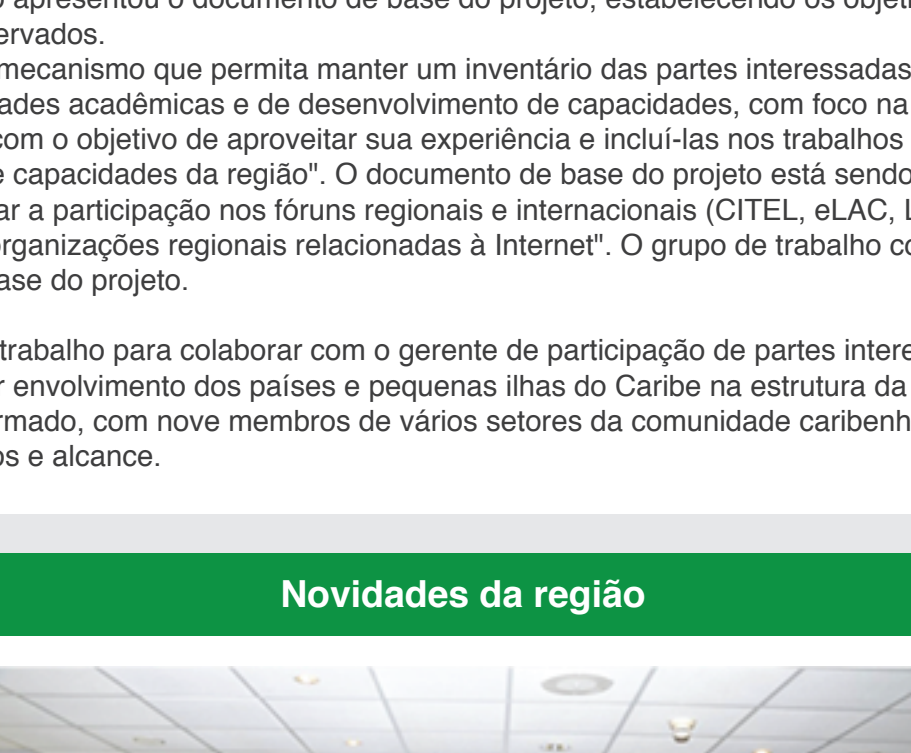 apresentou o documento de base do projeto, estabelecendo os
ervados.
mecanismo que permita manter um inventário das partes interessadas
ades acadêmicas e de desenvolvimento de capacidades, com foco na
com o objetivo de aproveitar sua experiência e incluí-las nos trabalhos
e capacidades da região". O documento de base do projeto está sendo
ar a participação nos fóruns regionais e internacionais (CITEL, eLAC, L
organizações regionais relacionadas à Internet". O grupo de trabalho co
ase do projeto.
trabalho para colaborar com o gerente de participação de partes intere
r envolvimento dos países e pequenas ilhas do Caribe na estrutura da
rmado, com nove membros de vários setores da comunidade caribenh
os e alcance.
Novidades da região